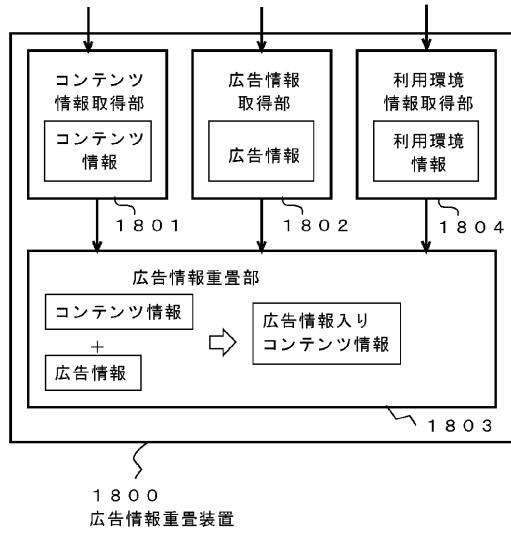 コンテンツ
情報取得部
コンテンツ
情報
1801
広告情報
取得部
広告情報
1802
利用環境
情報取得部
利用環境
情報
1804
広告情報重畳部
コンテンツ情報
+
広告情報
広告情報入り
コンテンツ情報
1803
1800
広告情報重畳装置